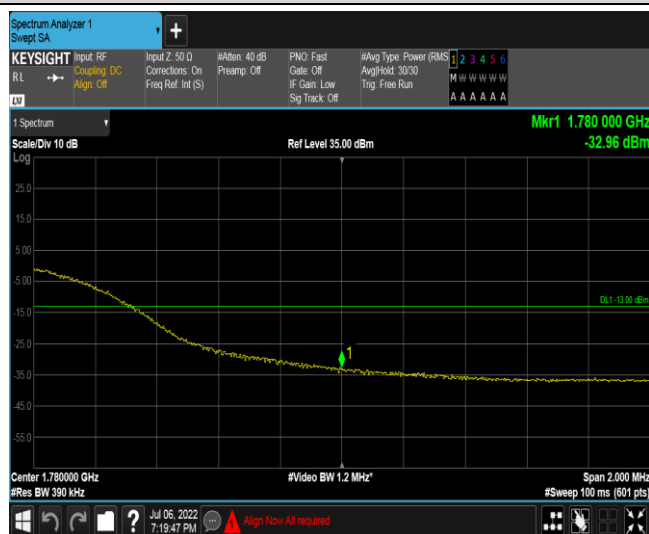 Spectrum Analyzer 1
Swept SA
KEYSIGHT
RL
LXI
Input: RF
Coupling: DC
Align: Off
Input Z: 50 Ω
Corrections: On
Freq Ref: Int (S)
#Atten: 40 dB
Preamp: Off
PNO: Fast
Gate: Off
IF Gain: Low
Sig Track: Off
#Avg Type: Power (RMS
Avg|Hold: 30/30
Trig: Free Run
1 2 3 4 5 6
M W W W W W
A A A A A A
1 Spectrum
Mkr1 1.780 000 GHz
Scale/Div 10 dB
Ref Level 35.00 dBm
-32.96 dBm
Log
25.0
15.0
5.00
-5.00
DL1 -13.00 dBm
-15.0
-25.0
1
-35.0
-45.0
-55.0
Center 1.780000 GHz
#Video BW 1.2 MHz*
Span 2.000 MHz
#Res BW 390 kHz
#Sweep 100 ms (601 pts)
?
Jul 06, 2022
7:19:47 PM
Align Now All required